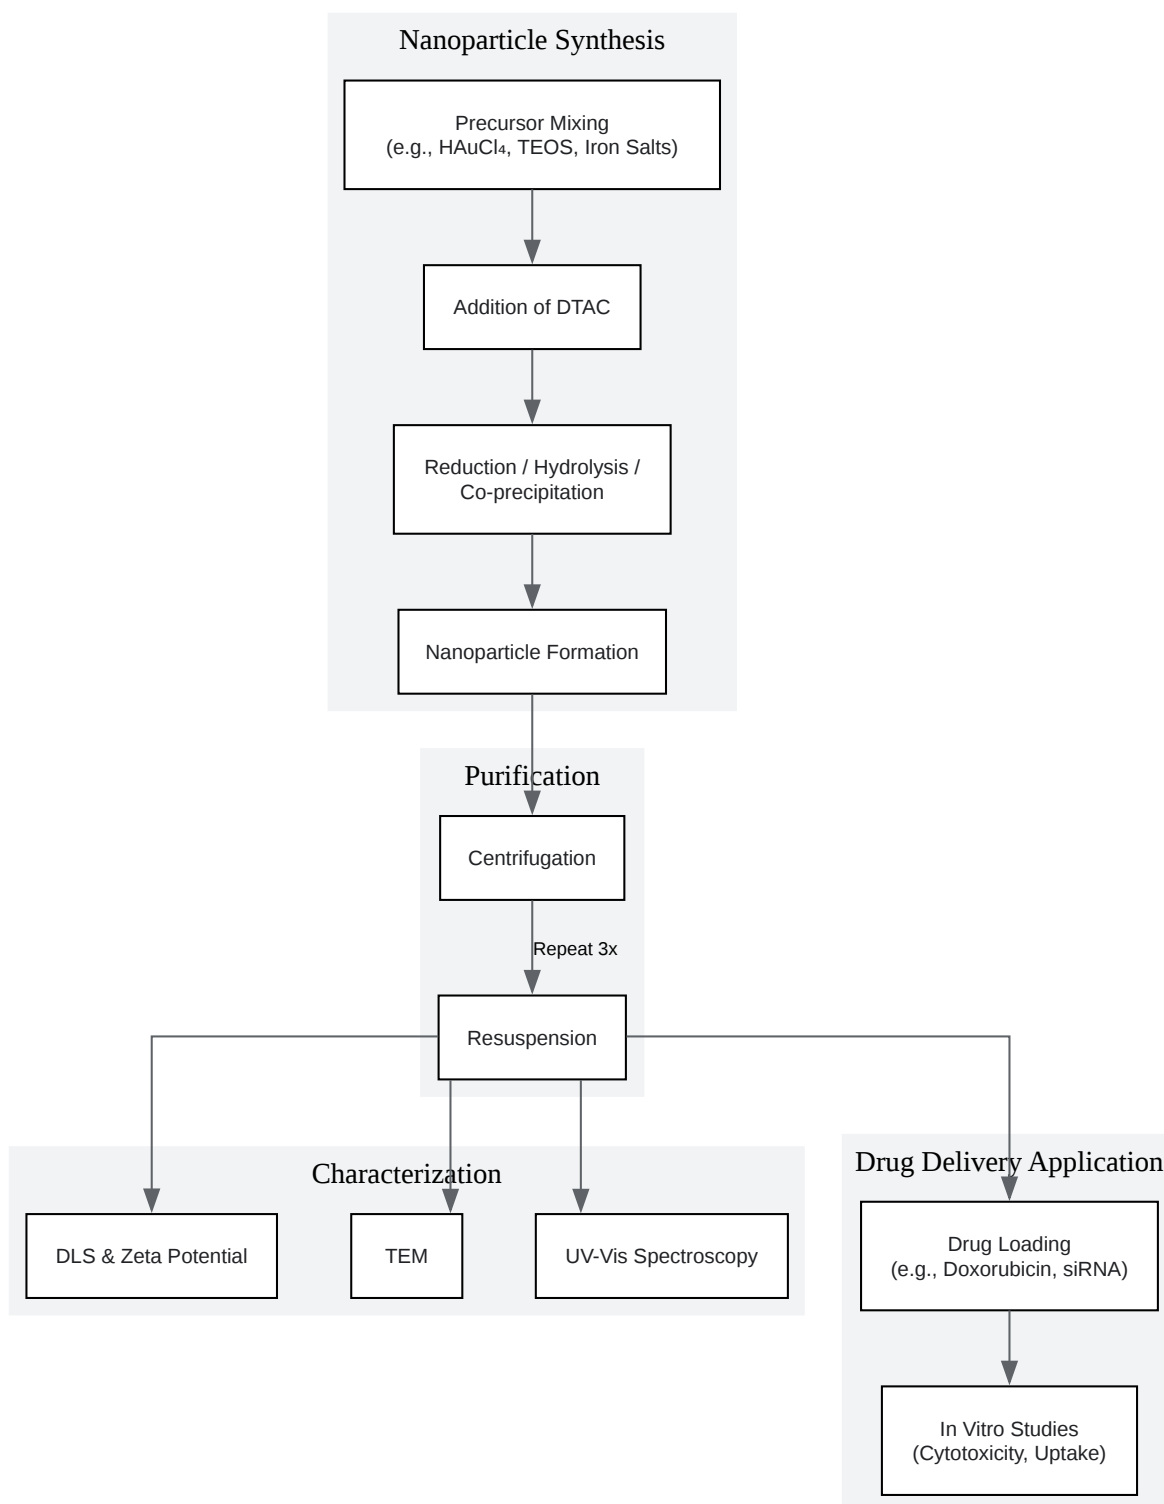 Nanoparticle Synthesis
Precursor Mixing
(e.g., HAuCl₄, TEOS, Iron Salts)
Addition of DTAC
Reduction / Hydrolysis /
Co-precipitation
Nanoparticle Formation
Purification
Centrifugation
Repeat 3x
Resuspension
Characterization
DLS & Zeta Potential
TEM
UV-Vis Spectroscopy
Drug Delivery Application
Drug Loading
(e.g., Doxorubicin, siRNA)
In Vitro Studies
(Cytotoxicity, Uptake)